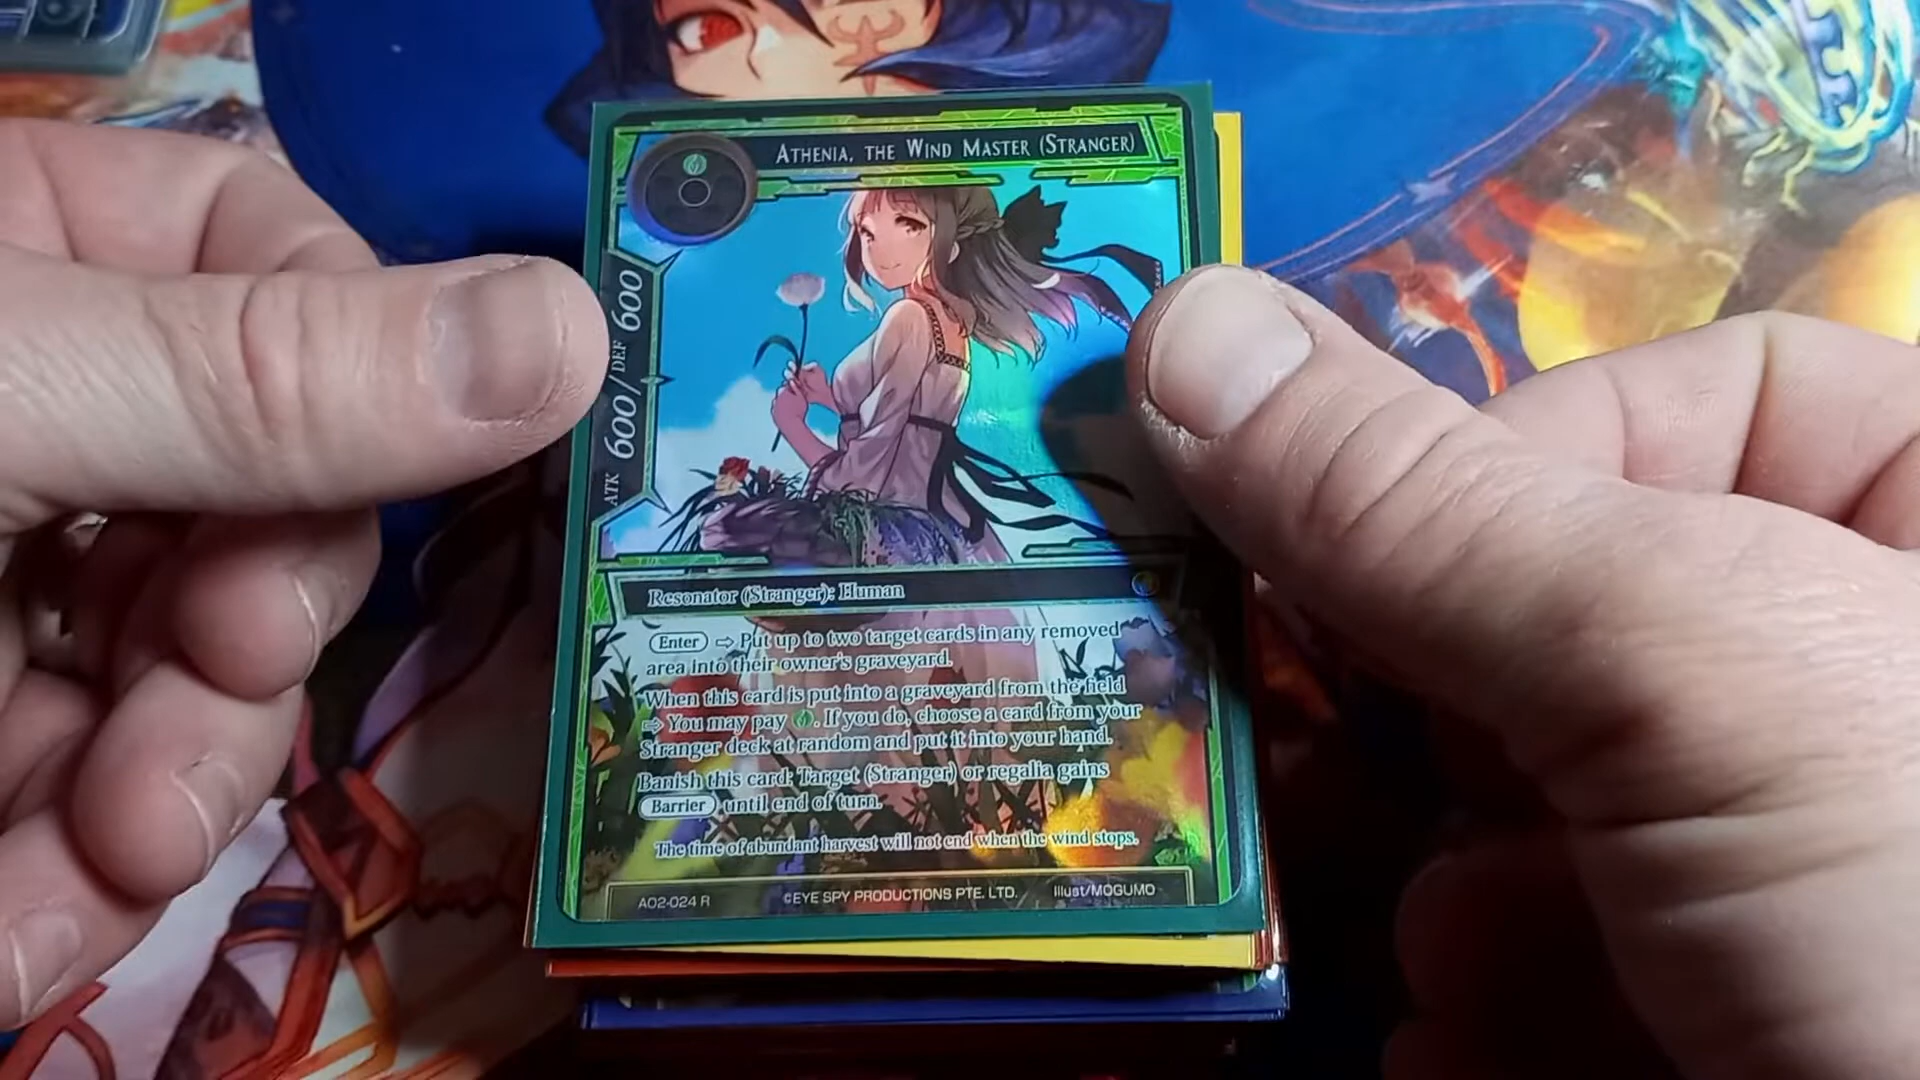 ATHENIA, THE WIND MASTER (STRANGER)
ATK 600/DEF 600
Resonator (Stranger): Human
Enter ⇨ Put up to two target cards in any removed
area into their owner's graveyard.
When this card is put into a graveyard from the field
⇨ You may pay . If you do, choose a card from your
Stranger deck at random and put it into your hand.
Banish this card: Target (Stranger) or regalia gains
Barrier until end of turn.
The time of abundant harvest will not end when the wind stops.
A02-024 R
©EYE SPY PRODUCTIONS PTE. LTD.
Illust/MOGUMO